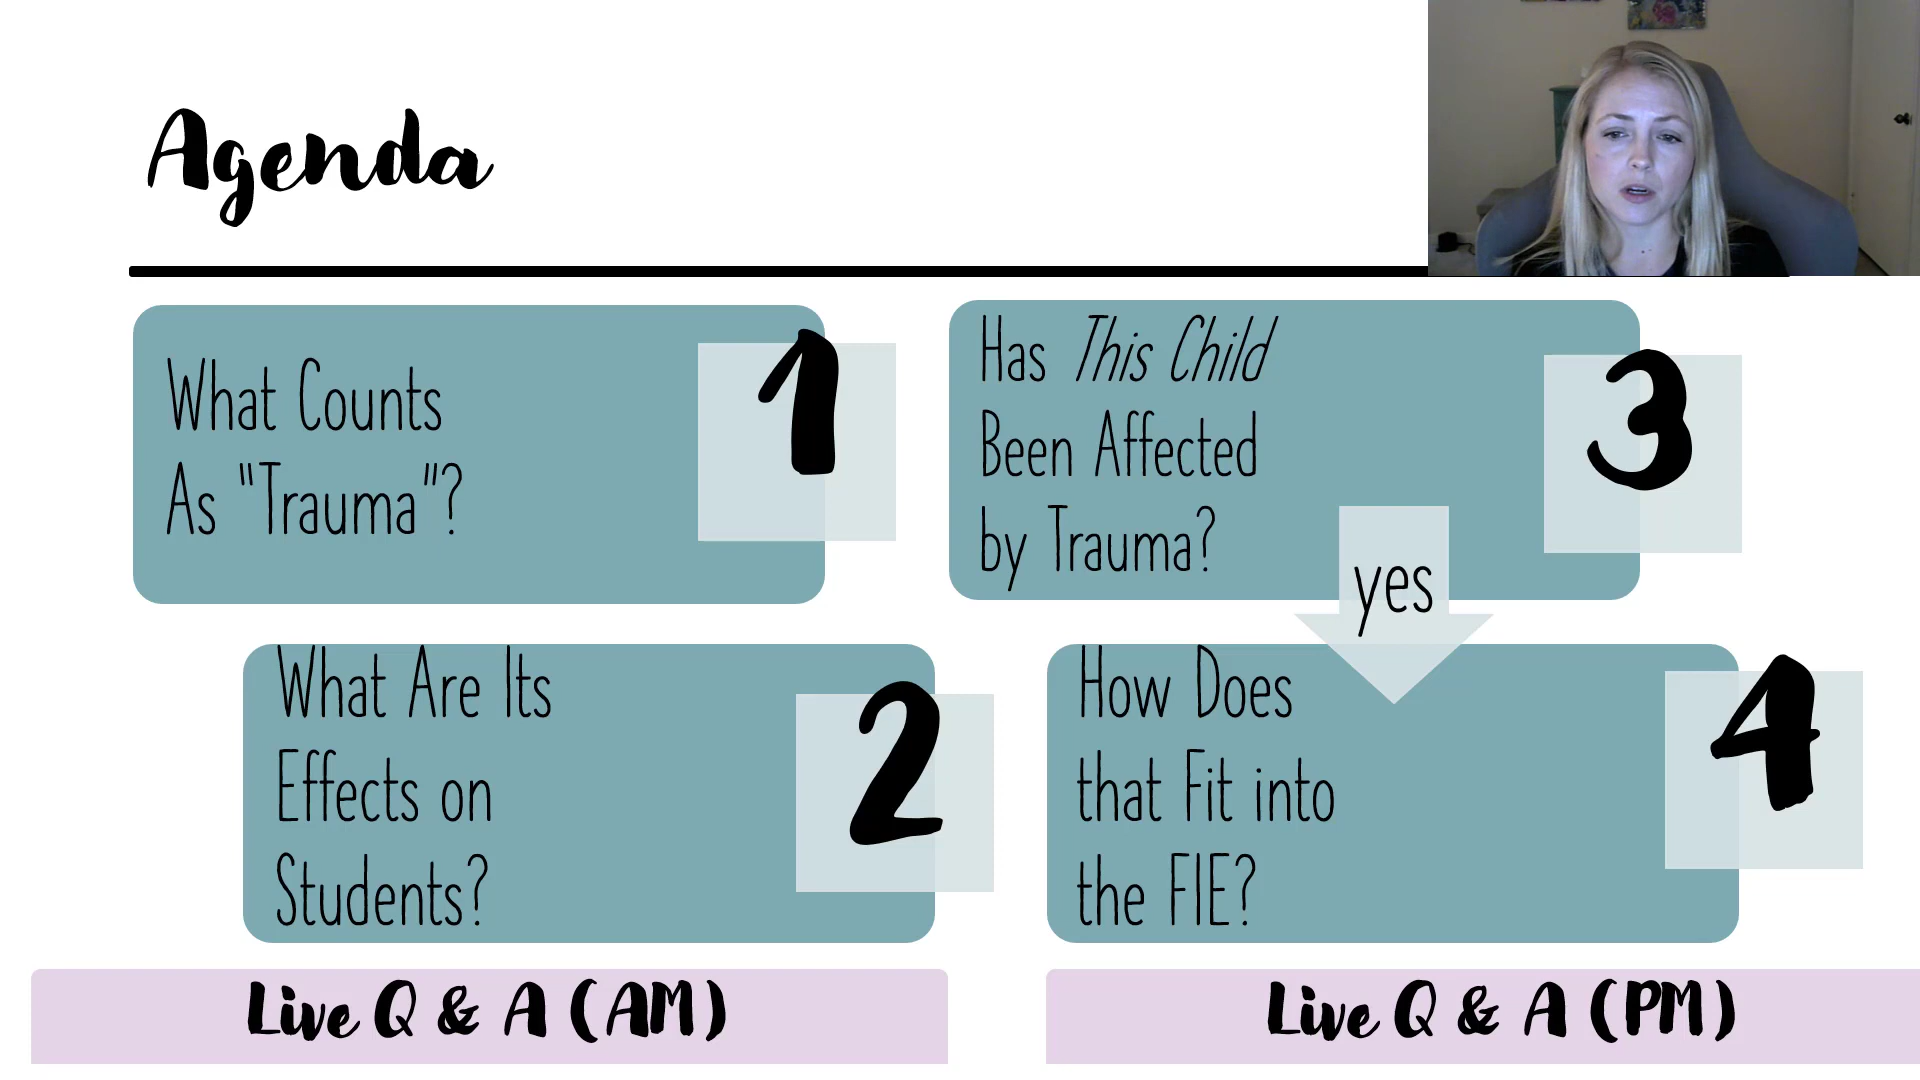 Agenda
What Counts
As "Trauma"?
1
What Are Its
Effects on
Students?
2
Has This Child
Been Affected
by Trauma?
3
yes
How Does
that Fit into
the FIE?
4
Live Q & A (AM)
Live Q & A (PM)